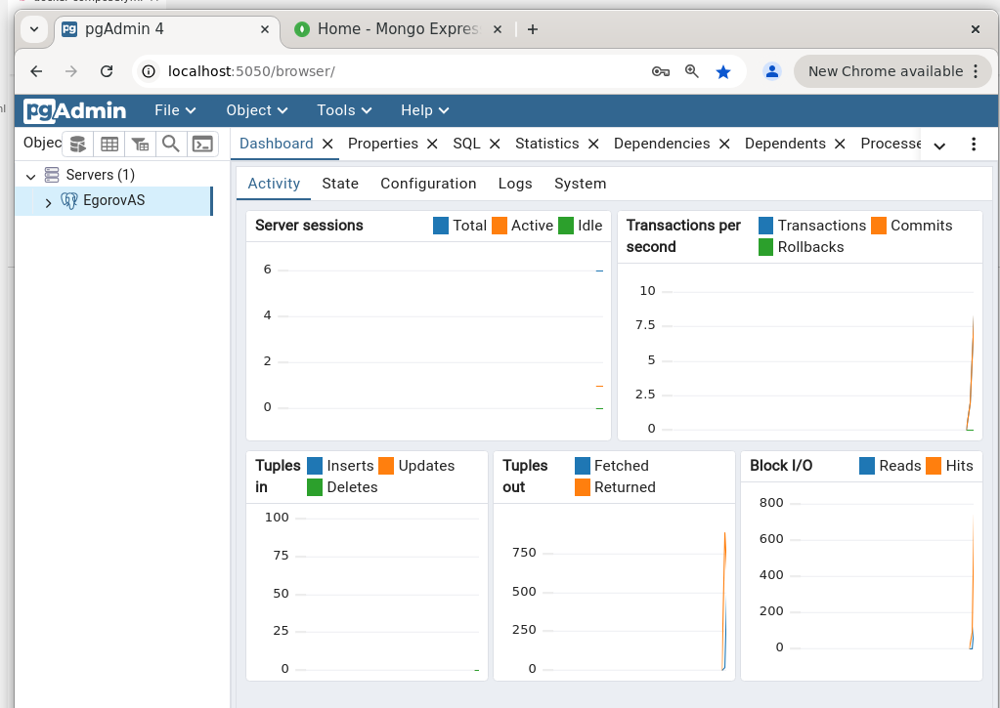 pgAdmin 4
Home - Mongo Expres
localhost:5050/browser/
New Chrome available
pgAdmin
File
Object
Tools
Help
Objec
Dashboard
Properties
SQL
Statistics
Dependencies
Dependents
Processe
Servers (1)
EgorovAS
Activity
State
Configuration
Logs
System
Server sessions
Total
Active
Idle
6
4
2
0
Transactions per
second
Transactions
Commits
Rollbacks
10
7.5
5
2.5
0
Tuples
in
Inserts
Updates
Deletes
100
75
50
25
0
Tuples
out
Fetched
Returned
750
500
250
0
Block I/O
Reads
Hits
800
600
400
200
0